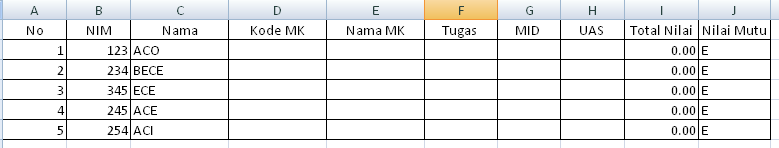 A B C D E F G H I J
No NIM Nama Kode MK Nama MK Tugas MID UAS Total Nilai Nilai Mutu
1 123 ACO 0.00 E
2 234 BECE 0.00 E
3 345 ECE 0.00 E
4 245 ACE 0.00 E
5 254 ACI 0.00 E